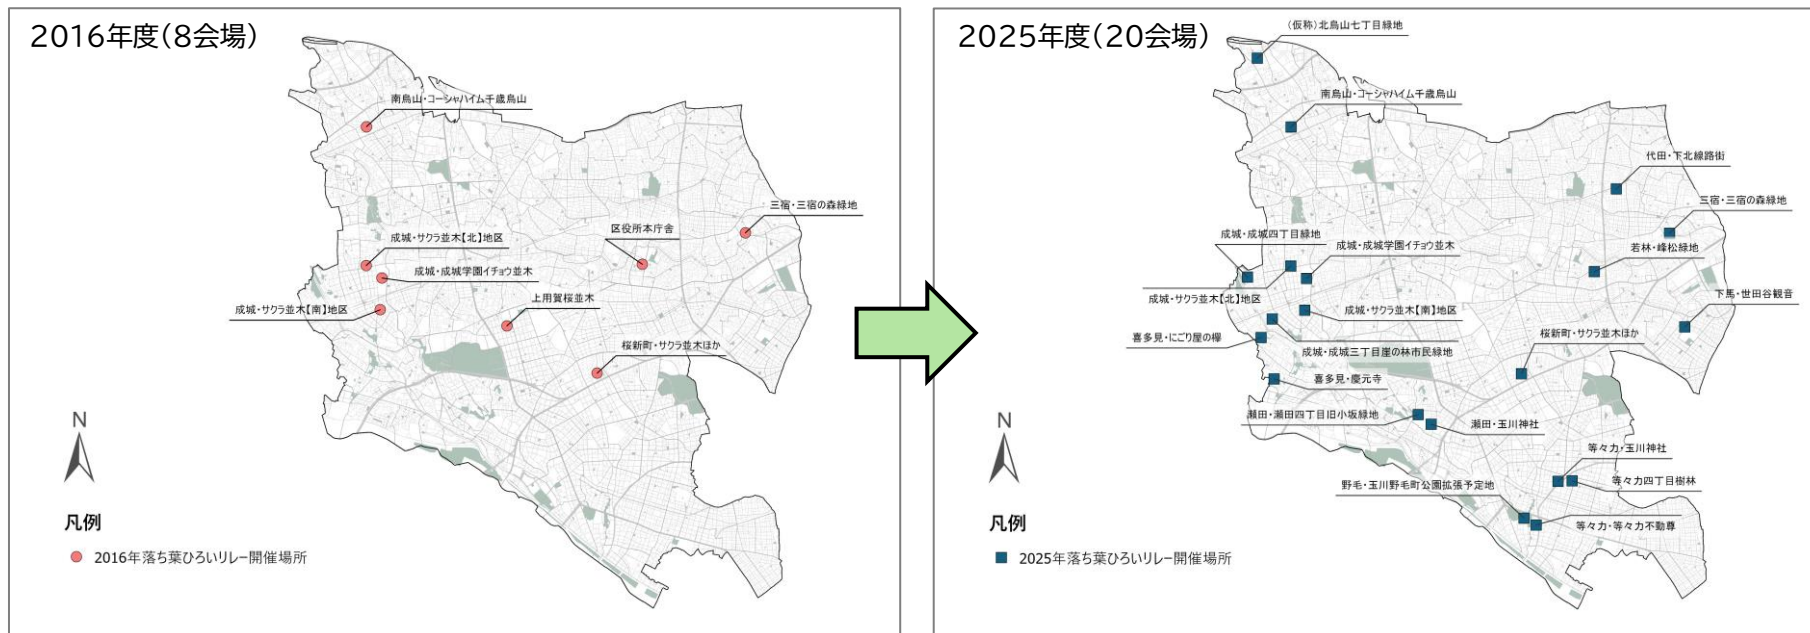 2016年度(8会場)
南烏山・コーシャハイム千歳烏山
三宿・三宿の森緑地
区役所本庁舎
成城・サクラ並木【北】地区
成城・成城学園イチョウ並木
上用賀桜並木
成城・サクラ並木【南】地区
桜新町・サクラ並木ほか
N
凡例
2016年落ち葉ひろいリレー開催場所
2025年度(20会場)
(仮称)北烏山七丁目緑地
南烏山・コーシャハイム千歳烏山
代田・下北線路街
三宿・三宿の森緑地
成城・成城四丁目緑地
成城・成城学園イチョウ並木
若林・峰松緑地
成城・サクラ並木【北】地区
下馬・世田谷観音
成城・サクラ並木【南】地区
桜新町・サクラ並木ほか
喜多見・にごり屋の欅
成城・成城三丁目崖の林市民緑地
喜多見・慶元寺
瀬田・瀬田四丁目旧小坂緑地
瀬田・玉川神社
等々力・玉川神社
野毛・玉川野毛町公園拡張予定地
等々力四丁目樹林
等々力・等々力不動尊
N
凡例
2025年落ち葉ひろいリレー開催場所